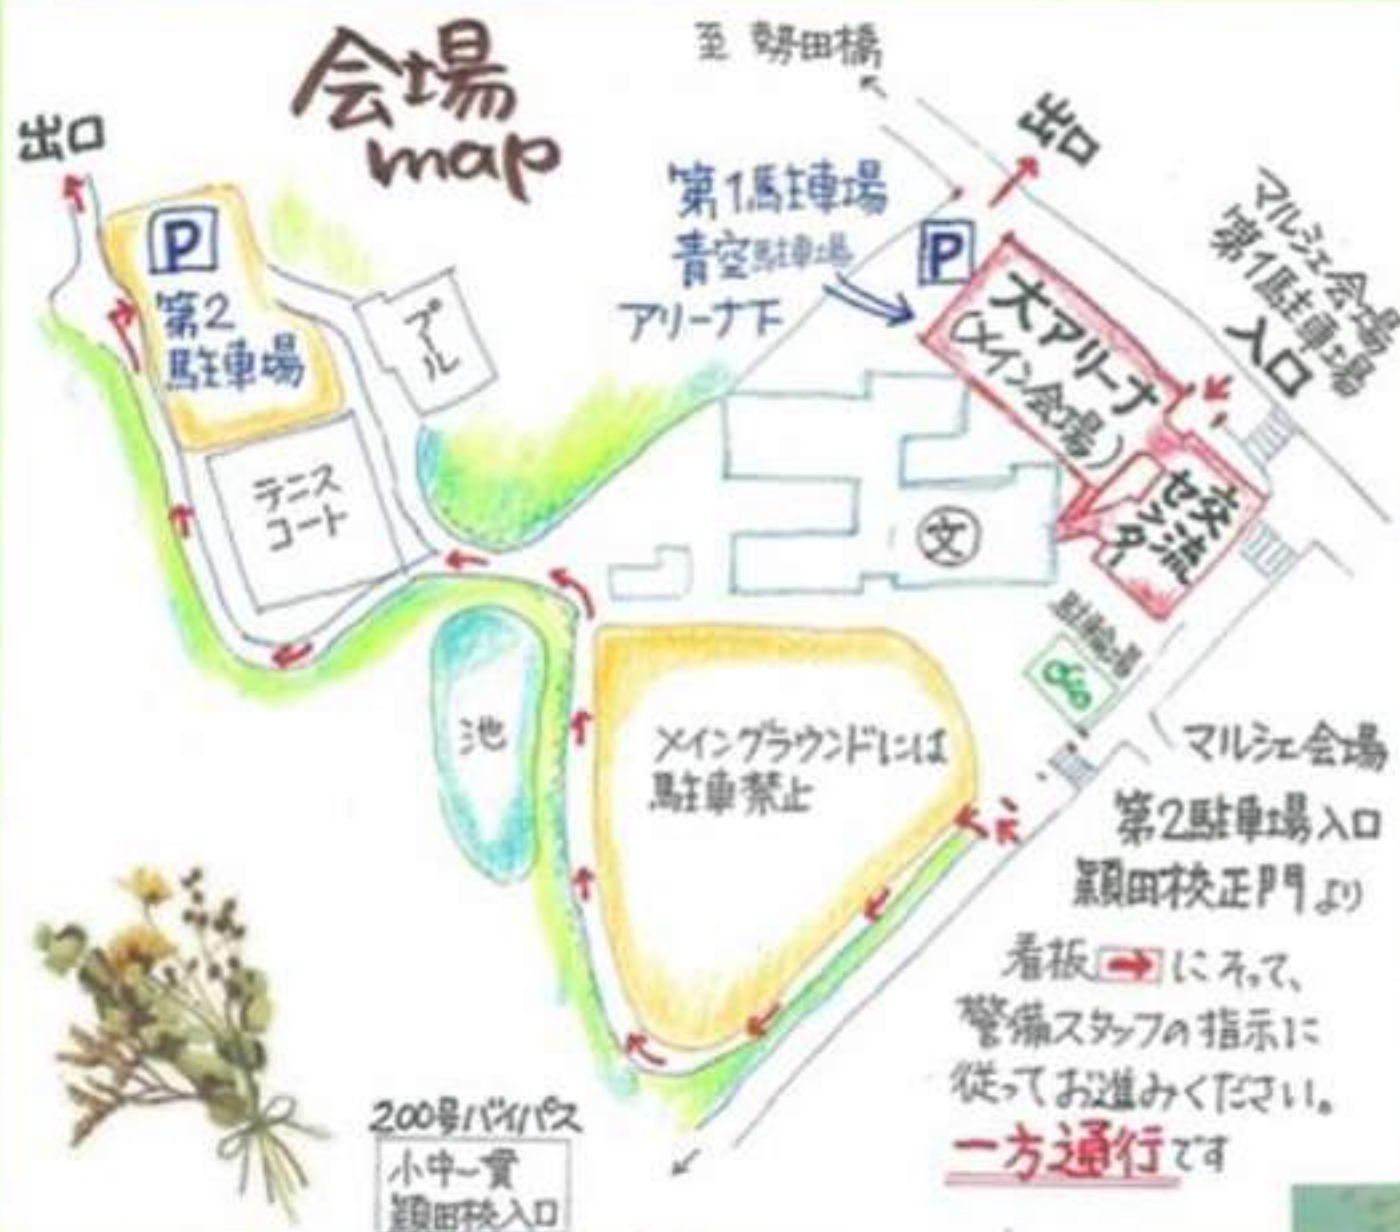 会場
map
至 勢田橋
出口
出口
P
第2
駐車場
プール
テニス
コート
第1駐車場
青空駐車場
アリーナ下
P
大アリーナ
(メイン会場)
マルシェ会場
第1駐車場
入口
交流
センター
文
駐輪場
池
メイングラウンドには
駐車禁止
マルシェ会場
第2駐車場入口
頴田校正門より
看板➡にそって、
警備スタッフの指示に
従ってお進みください。
一方通行です
200号バイパス
小中一貫
頴田校入口